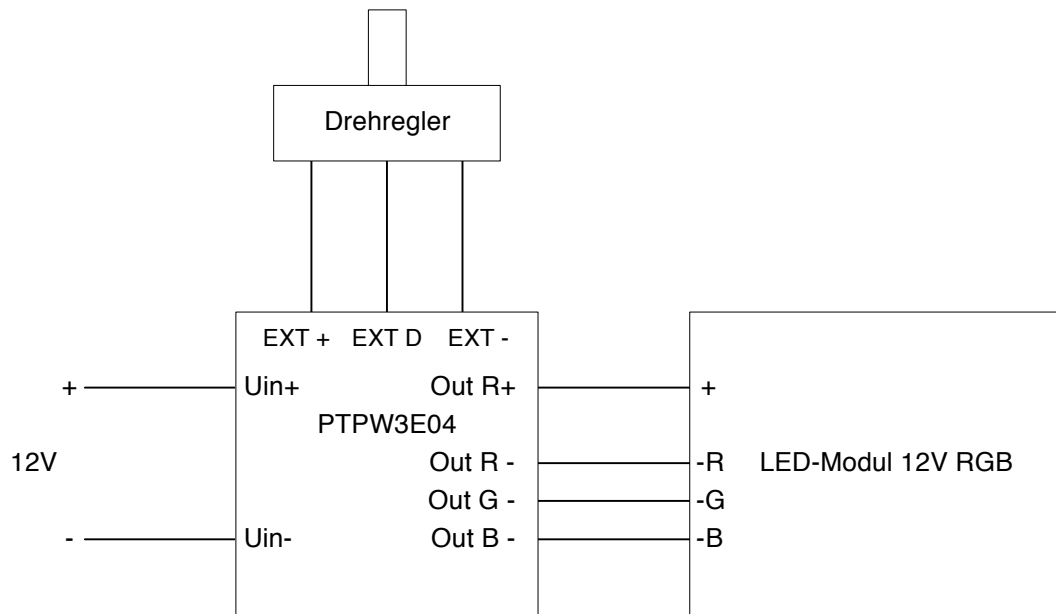 Drehregler
EXT + EXT D EXT -
+ Uin+ Out R+ +
PTPW3E04
12V Out R - -R LED-Modul 12V RGB
Out G - -G
- Uin- Out B - -B